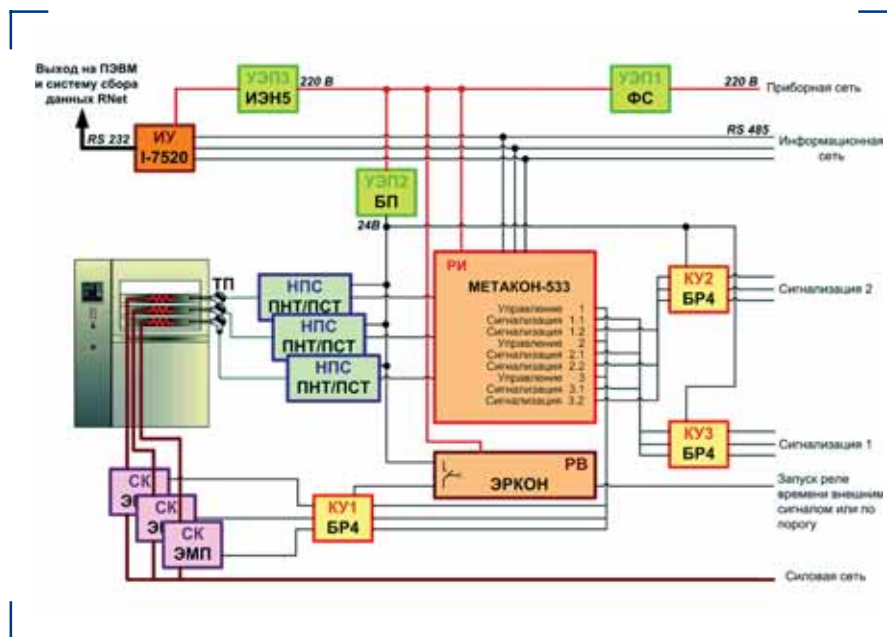 Выход на ПЭВМ
и систему сбора
данных RNet
УЭП3
ИЭН5
220 В
УЭП1
ФС
220 В
Приборная сеть
RS 232
ИУ
I-7520
RS 485
Информационная
сеть
УЭП2
БП
24В
ТП
НПС
ПНТ/ПСТ
НПС
ПНТ/ПСТ
НПС
ПНТ/ПСТ
РИ
МЕТАКОН-533
Управление 1
Сигнализация 1.1
Сигнализация 1.2
Управление 2
Сигнализация 2.1
Сигнализация 2.2
Управление 3
Сигнализация 3.1
Сигнализация 3.2
КУ2
БР4
Сигнализация 2
КУ3
БР4
Сигнализация 1
РВ
ЭРКОН
Запуск реле
времени внешним
сигналом или по
порогу
СК
СК
СК
ЭМП
КУ1
БР4
Силовая сеть